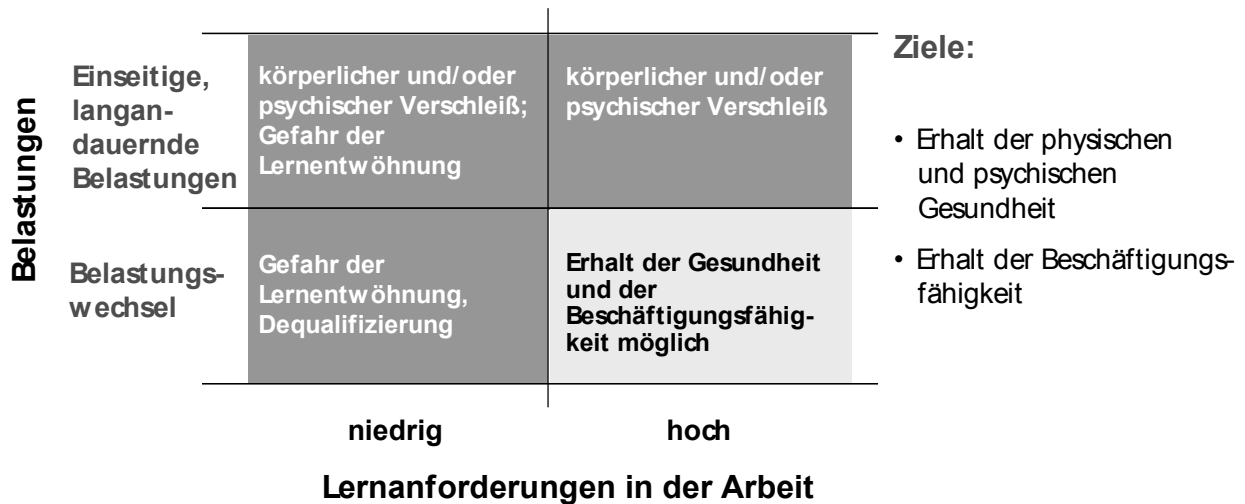 Belastungen
Einseitige,
langan-
dauernde
Belastungen
körperlicher und/oder
psychischer Verschleiß;
Gefahr der
Lernentwöhnung
körperlicher und/oder
psychischer Verschleiß
Belastungs-
wechsel
Gefahr der
Lernentwöhnung,
Dequalifizierung
Erhalt der Gesundheit
und der
Beschäftigungsfähig-
keit möglich
niedrig
hoch
Lernanforderungen in der Arbeit
Ziele:
• Erhalt der physischen
und psychischen
Gesundheit
• Erhalt der Beschäftigungs-
fähigkeit